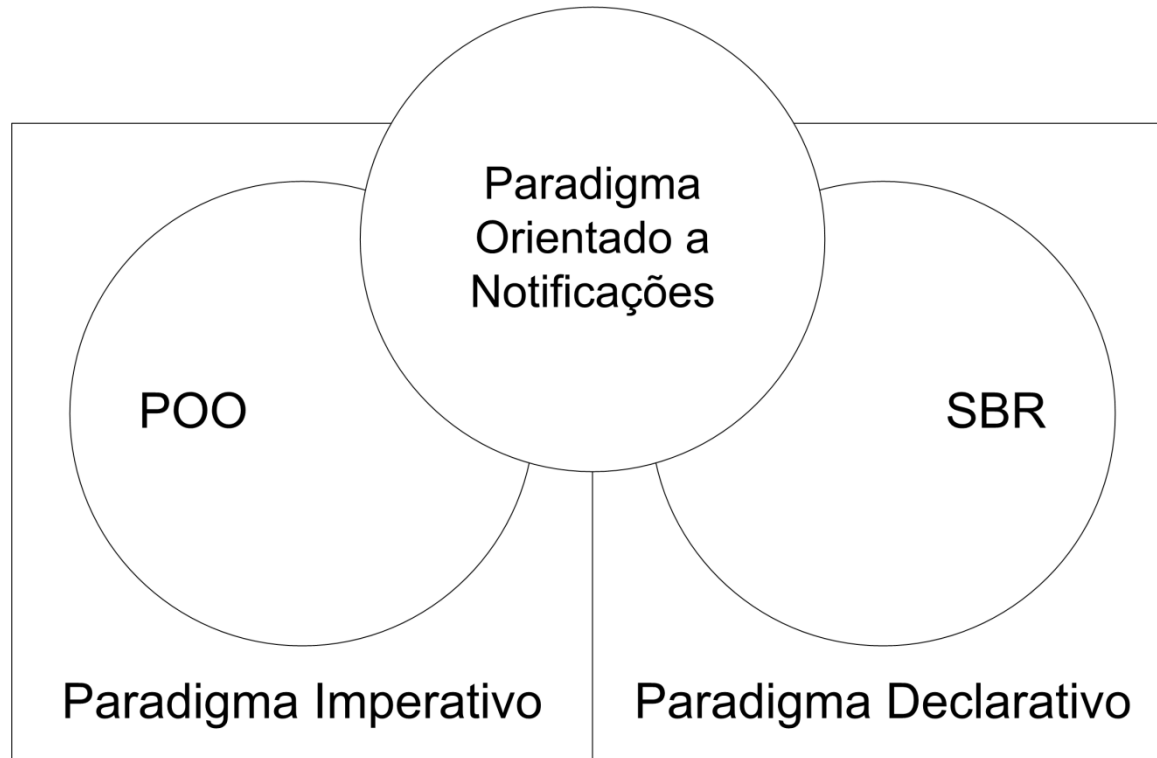 Paradigma
Orientado a
Notificações
POO
SBR
Paradigma Imperativo
Paradigma Declarativo